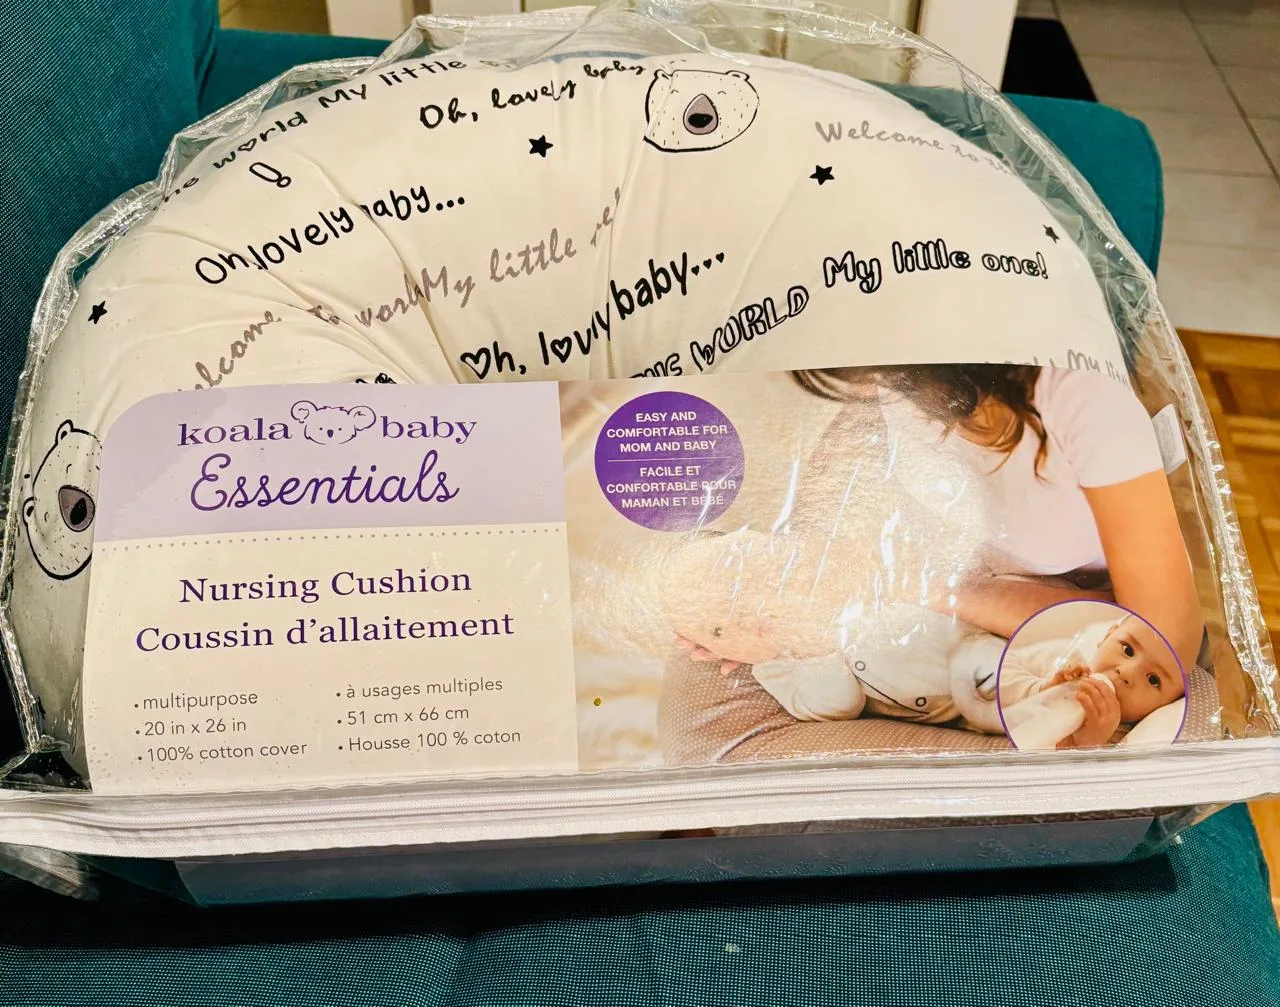 world My little
Oh, lovely baby
Welcome to
Oh, lovely baby...
My little
Welcome
Oh, lovely baby...
WORLD
My little one!
koala baby
Essentials
EASY AND
COMFORTABLE FOR
MOM AND BABY
FACILE ET
CONFORTABLE POUR
MAMAN ET BÉBÉ
Nursing Cushion
Coussin d'allaitement
• multipurpose
• 20 in x 26 in
• 100% cotton cover
• à usages multiples
• 51 cm x 66 cm
• Housse 100 % coton